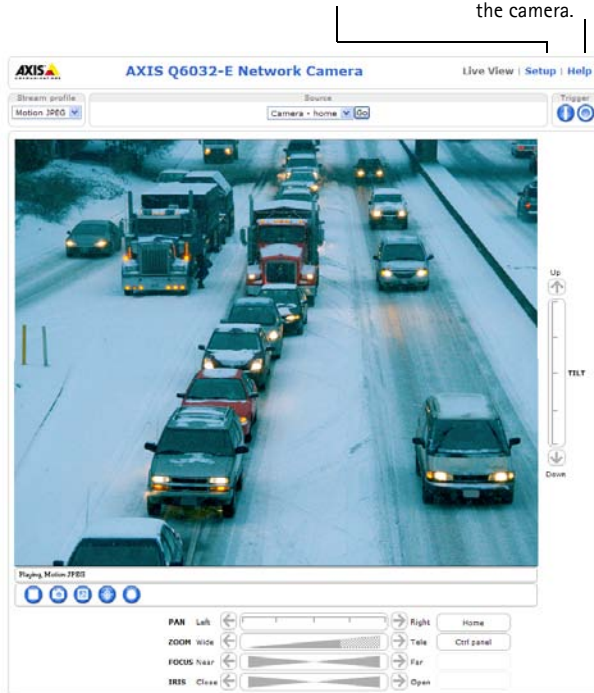 the camera.
AXIS
COMMUNICATIONS
AXIS Q6032-E Network Camera
Live View | Setup | Help
Stream profile
Source
Trigger
Motion JPEG
Camera - home
Go
Up
TILT
Down
Playing, Motion JPEG
PAN Left Right Home
ZOOM Wide Tele Ctrl panel
FOCUS Near Far
IRIS Close Open